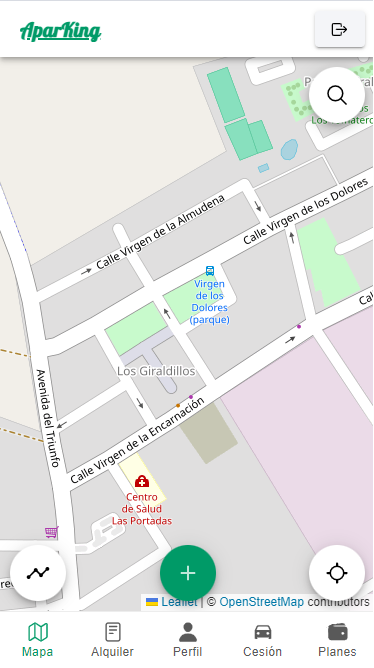 AparKing
Calle Virgen de la Almudena
Calle Virgen de los Dolores
Virgen
de los
Dolores
(parque)
Los Giraldillos
Avenida del Triunfo
Calle Virgen de la Encarnación
Centro
de Salud
Las Portadas
Leaflet | © OpenStreetMap contributors
Mapa
Alquiler
Perfil
Cesión
Planes